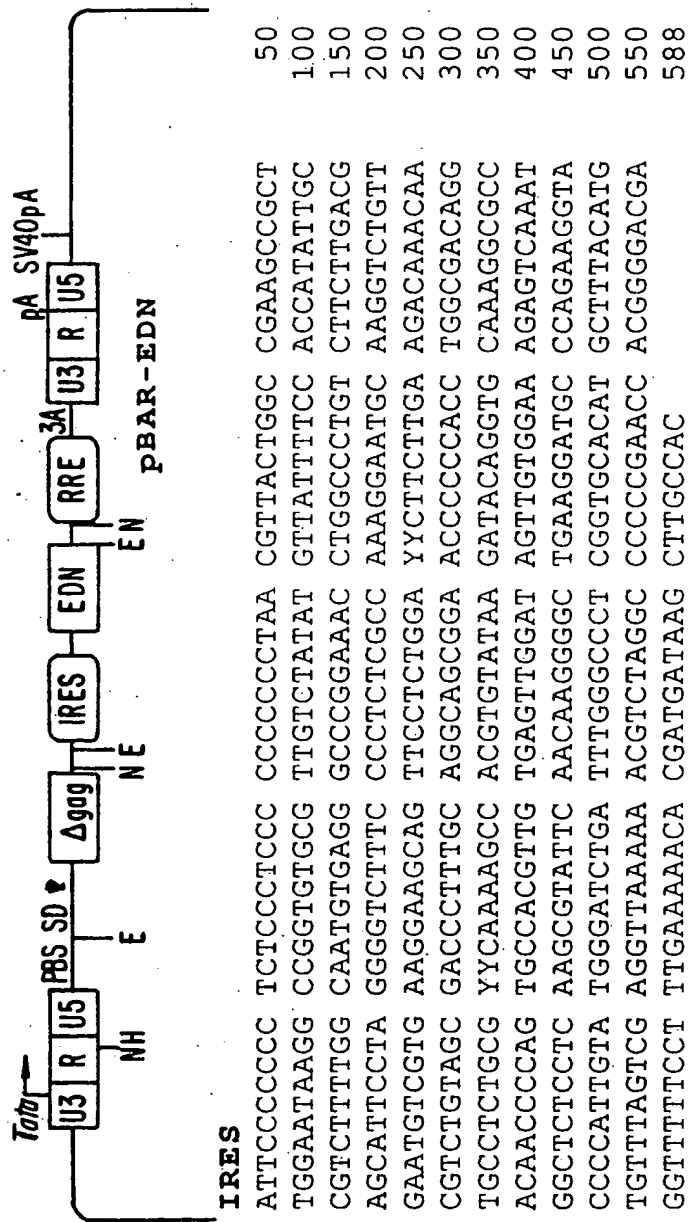 Tata
U3 R U5 PBS SD Ψ Δgag IRES EDN RRE 3A U3 R U5 pA SV40pA
NH E N E E N
pBAR-EDN
IRES
ATTCCCCCCC TCTCCCTCCC CCCCCCCTAA CGTTACTGGC CGAAGCCGCT 50
TGGAATAAGG CCGGTGTGCG TTGTCTATAT GTTATTTTCC ACCATATTGC 100
CGTCTTTTGG CAATGTGAGG GCCCGGAAAC CTGGCCCTGT CTTCTTGACG 150
AGCATTCCTA GGGGTCTTTC CCCTCTCGCC AAAGGAATGC AAGGTCTGTT 200
GAATGTCGTG AAGGAAGCAG TTCCTCTGGA YYCTTCTTGA AGACAAACAA 250
CGTCTGTAGC GACCCTTTGC AGGCAGCGGA ACCCCCCACC TGGCGACAGG 300
TGCCTCTGCG YYCAAAAGCC ACGTGTATAA GATACAGGTG CAAAGGCGCC 350
ACAACCCCAG TGCCACGTTG TGAGTTGGAT AGTTGTGGAA AGAGTCAAAT 400
GGCTCTCCTC AAGCGTATTC AACAAGGGGC TGAAGGATGC CCAGAAGGTA 450
CCCCATTGTA TGGGATCTGA TTTGGGCCCT CGGTGCACAT GCTTTACATG 500
TGTTTAGTCG AGGTTAAAAA ACGTCTAGGC CCCCCGAACC ACGGGGACGA 550
GGTTTTTCCT TTGAAAAACA CGATGATAAG CTTGCCAC 588